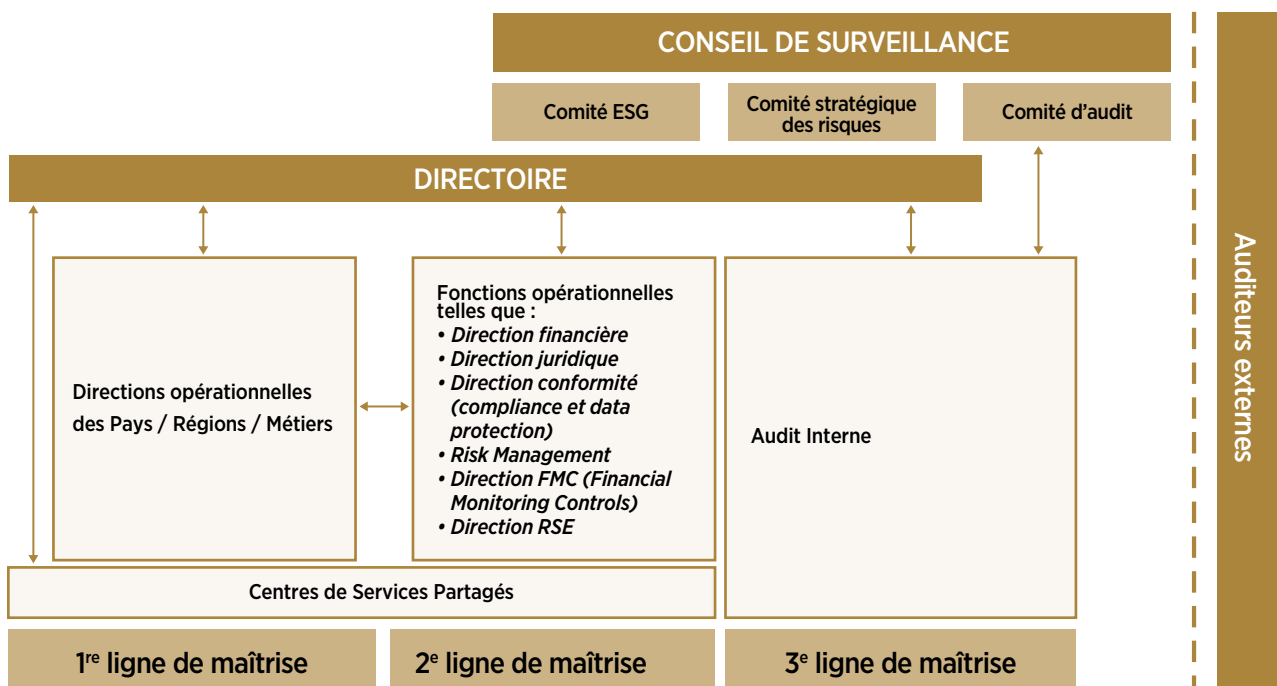 CONSEIL DE SURVEILLANCE
Comité ESG
Comité stratégique
des risques
Comité d'audit
DIRECTOIRE
Directions opérationnelles
des Pays / Régions / Métiers
Fonctions opérationnelles
telles que :
• Direction financière
• Direction juridique
• Direction conformité
(compliance et data
protection)
• Risk Management
• Direction FMC (Financial
Monitoring Controls)
• Direction RSE
Audit Interne
Centres de Services Partagés
1re ligne de maîtrise
2e ligne de maîtrise
3e ligne de maîtrise
Auditeurs externes